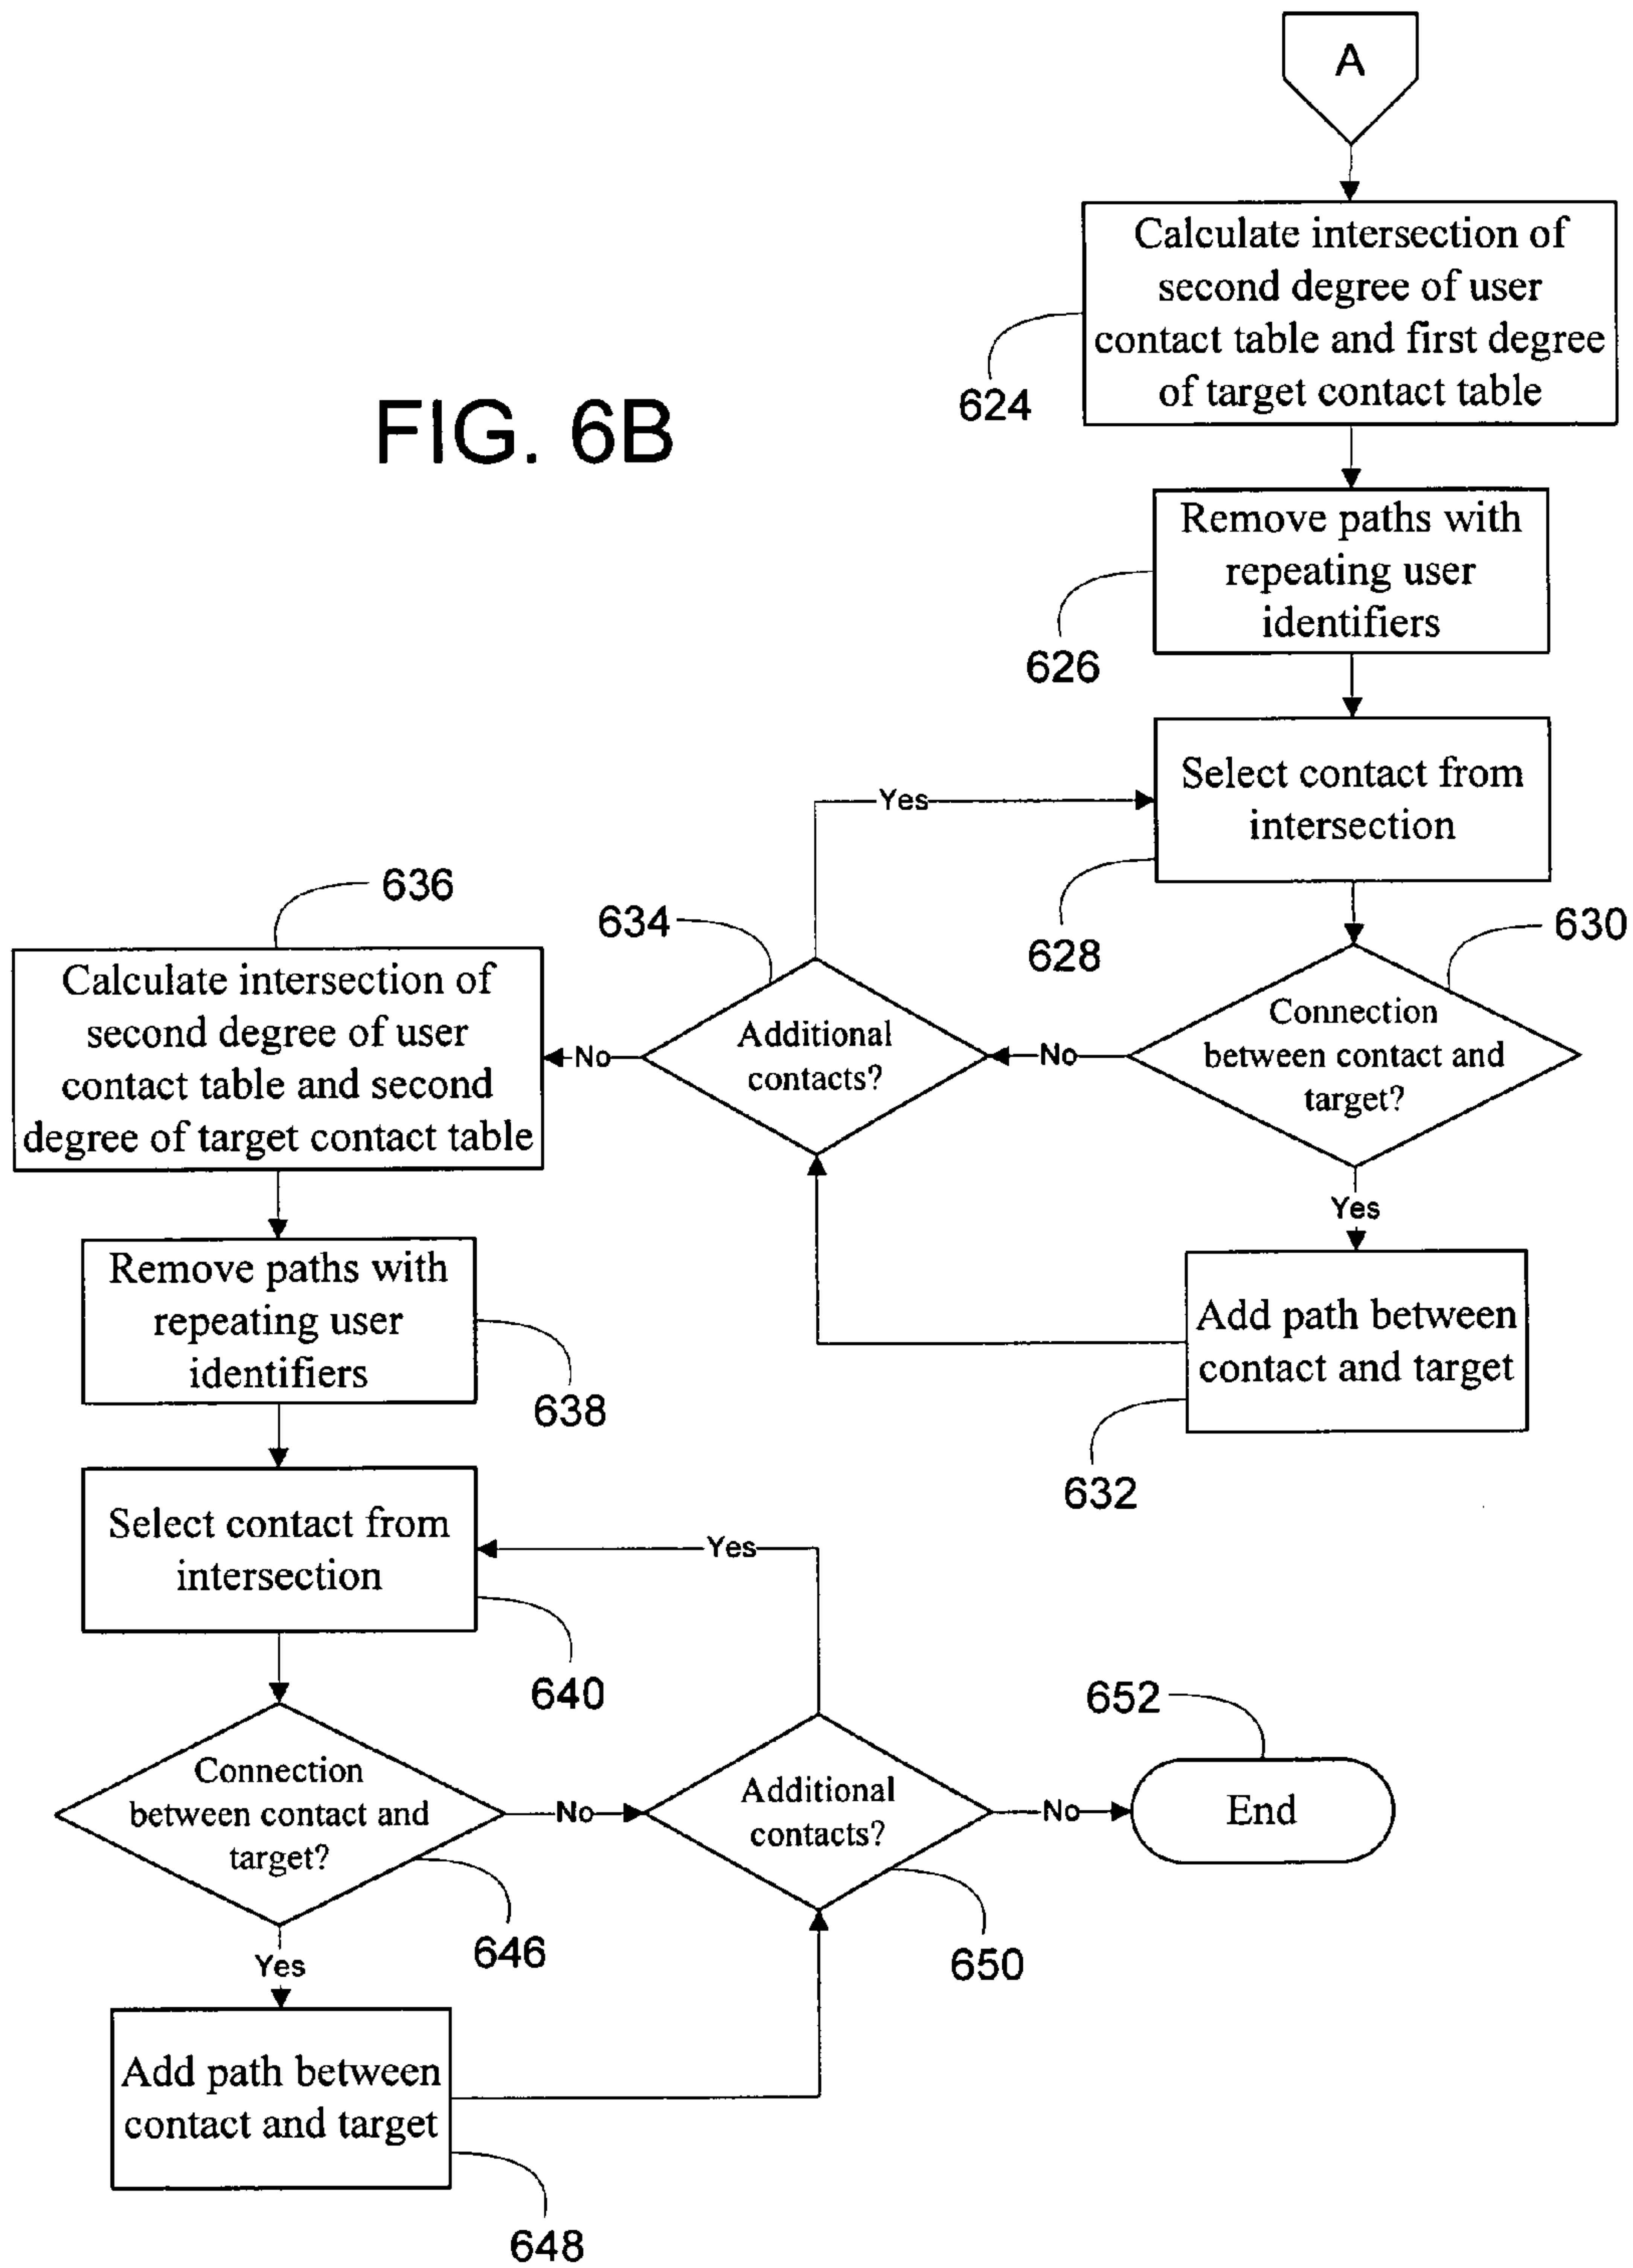 A
Calculate intersection of
second degree of user
contact table and first degree
of target contact table
624
FIG. 6B
Remove paths with
repeating user
identifiers
626
Select contact from
intersection
Yes
628
630
Connection
between contact and
target?
No
Yes
634
Additional
contacts?
No
Add path between
contact and target
632
636
Calculate intersection of
second degree of user
contact table and second
degree of target contact table
Remove paths with
repeating user
identifiers
638
Select contact from
intersection
Yes
640
Connection
between contact and
target?
No
646
Yes
Additional
contacts?
No
650
652
End
Add path between
contact and target
648